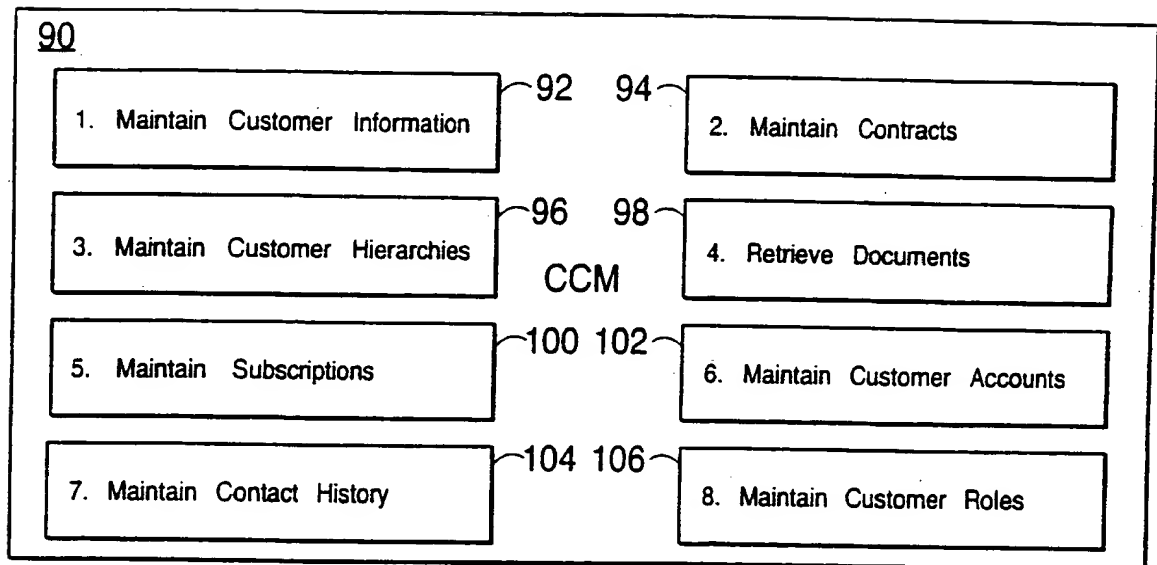 90
1. Maintain Customer Information
92
94
2. Maintain Contracts
3. Maintain Customer Hierarchies
96
98
4. Retrieve Documents
CCM
5. Maintain Subscriptions
100
102
6. Maintain Customer Accounts
7. Maintain Contact History
104
106
8. Maintain Customer Roles